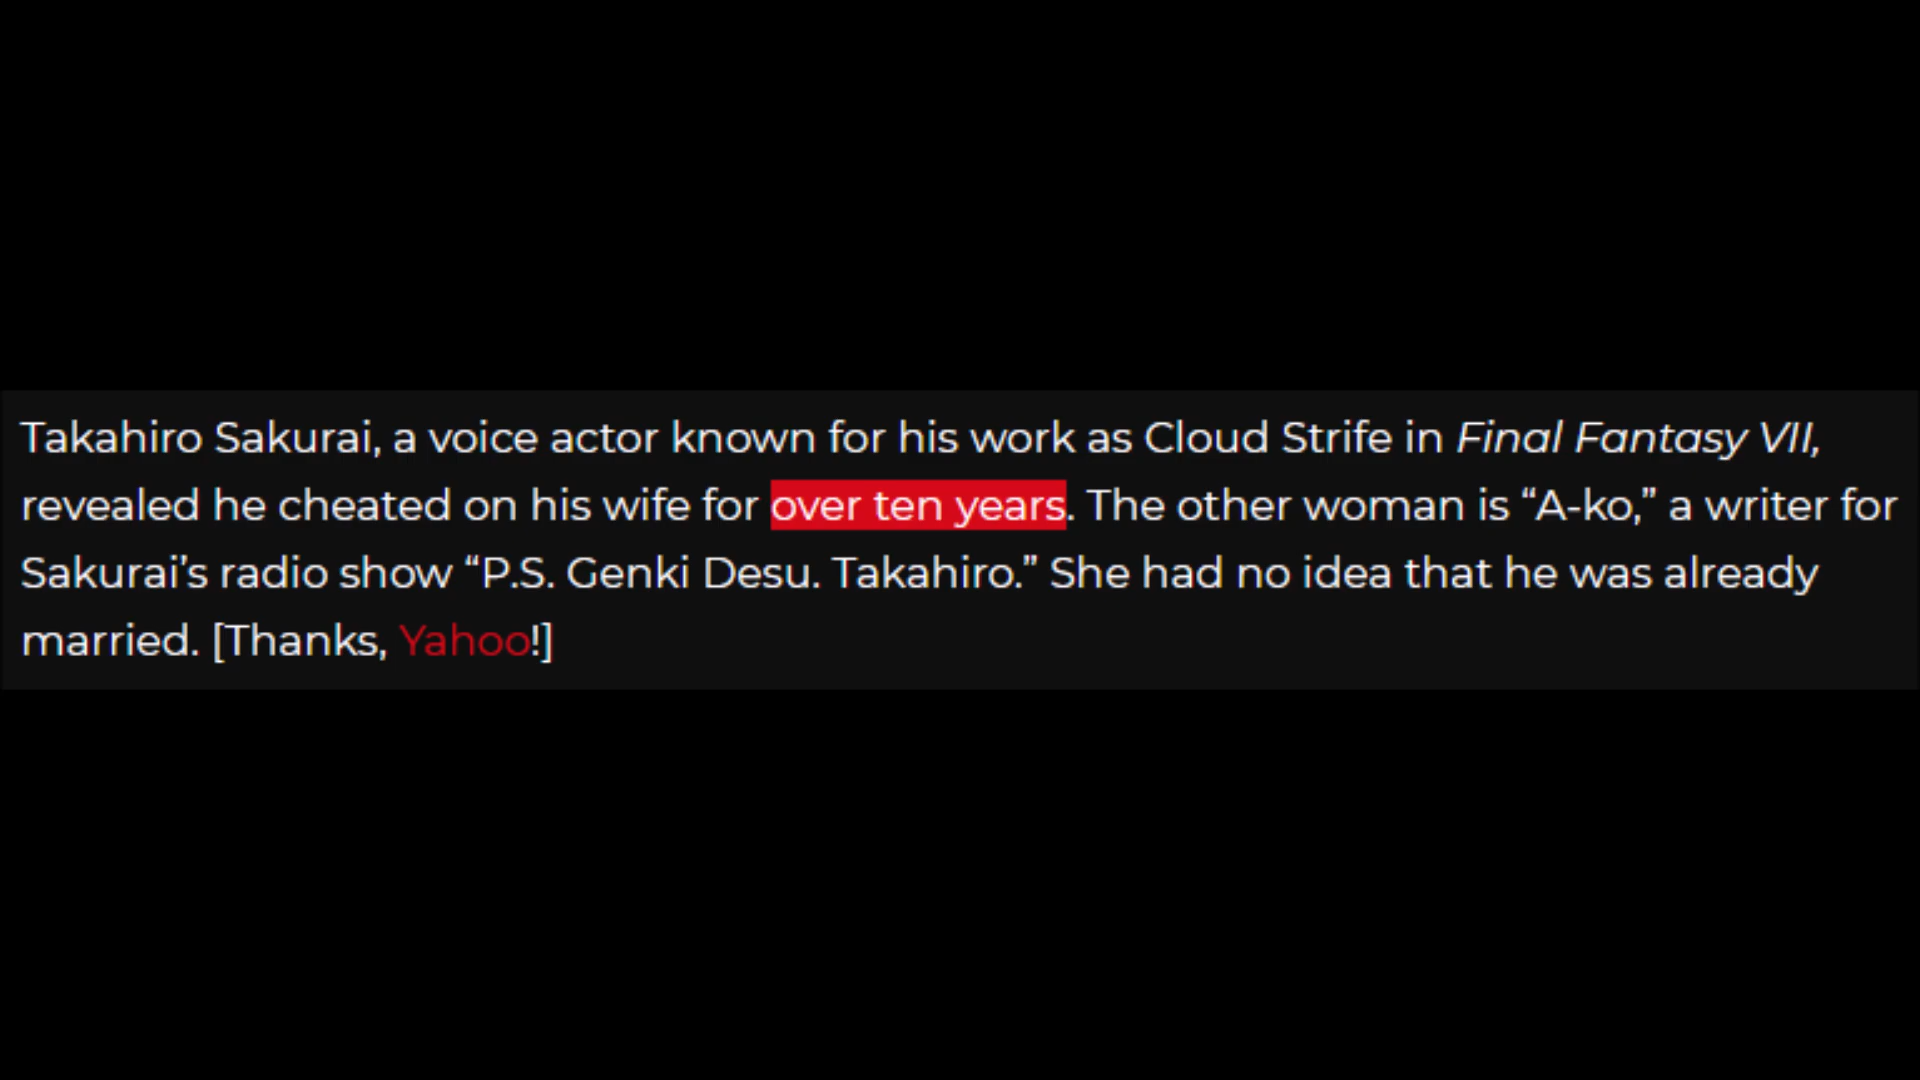 Takahiro Sakurai, a voice actor known for his work as Cloud Strife in Final Fantasy VII,
revealed he cheated on his wife for over ten years. The other woman is “A-ko,” a writer for
Sakurai’s radio show “P.S. Genki Desu. Takahiro.” She had no idea that he was already
married. [Thanks, Yahoo!]